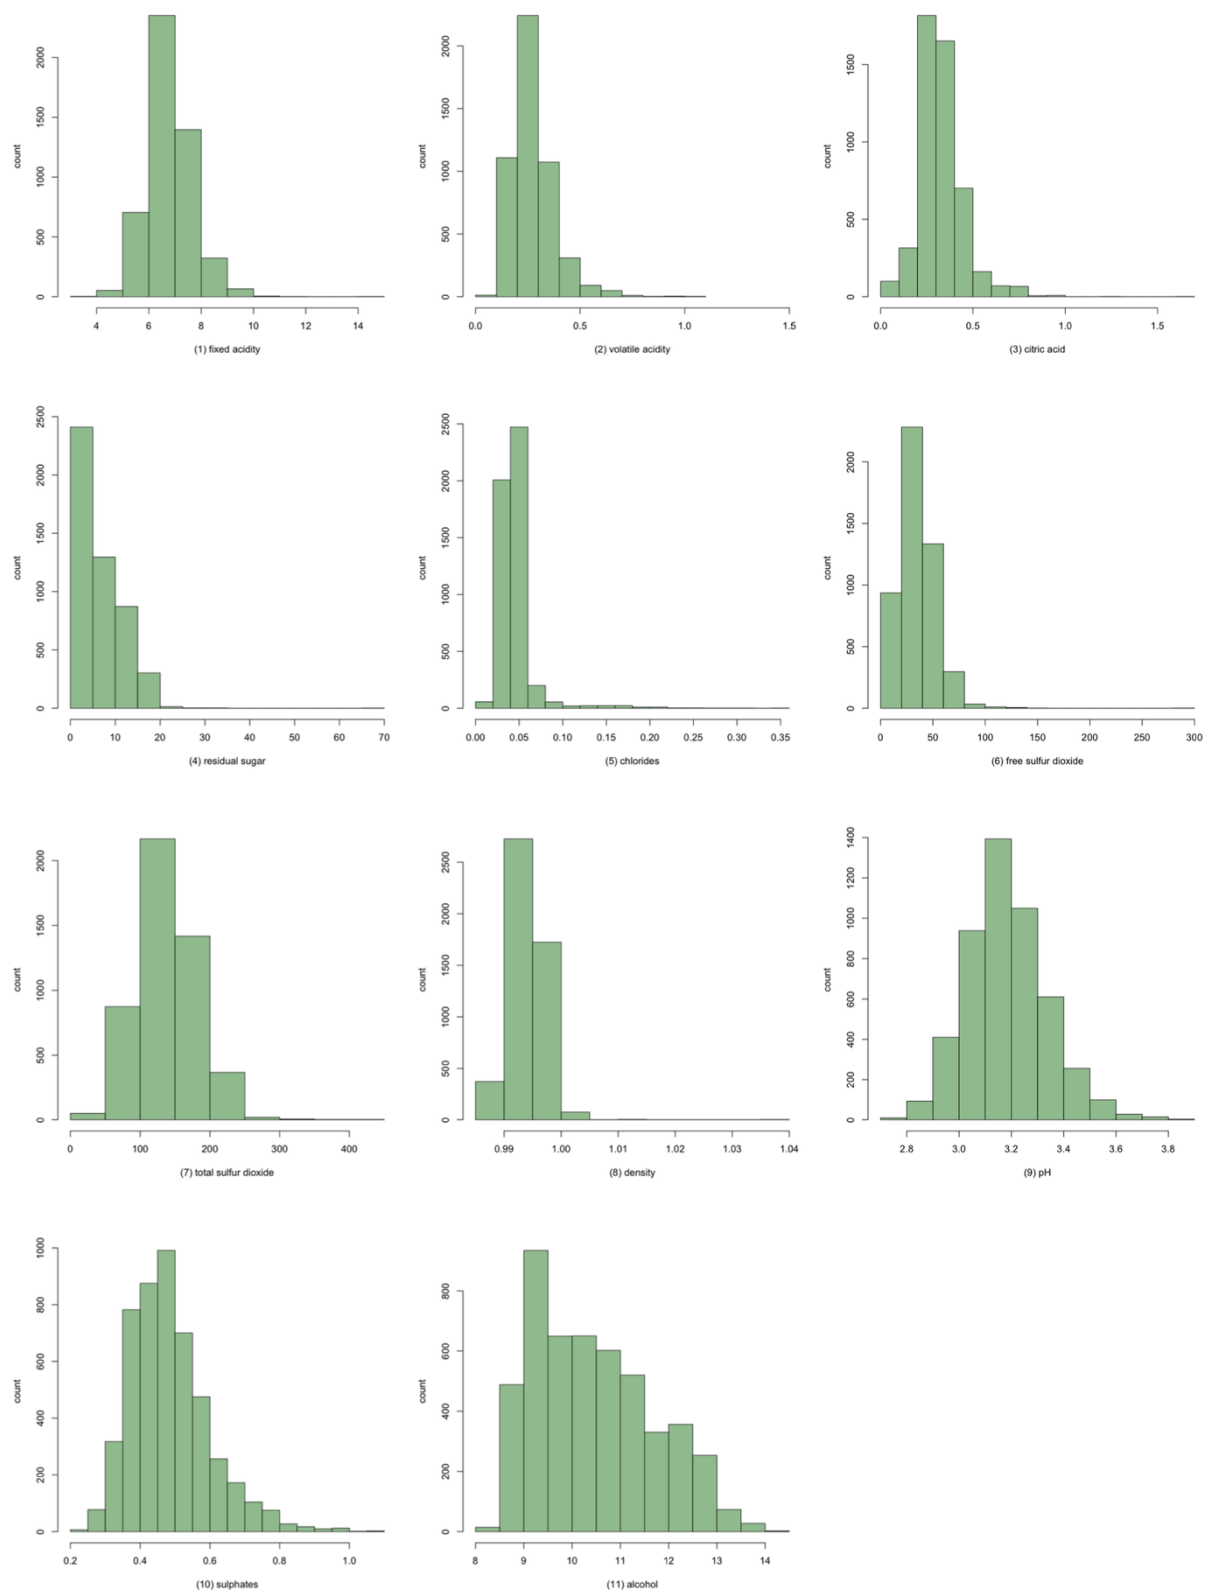 count
2000
1500
1000
500
0
4 6 8 10 12 14
(1) fixed acidity
count
2000
1500
1000
500
0
0.0 0.5 1.0 1.5
(2) volatile acidity
count
1500
1000
500
0
0.0 0.5 1.0 1.5
(3) citric acid
count
2500
2000
1500
1000
500
0
0 10 20 30 40 50 60 70
(4) residual sugar
count
2500
2000
1500
1000
500
0
0.00 0.05 0.10 0.15 0.20 0.25 0.30 0.35
(5) chlorides
count
2000
1500
1000
500
0
0 50 100 150 200 250 300
(6) free sulfur dioxide
count
2000
1500
1000
500
0
0 100 200 300 400
(7) total sulfur dioxide
count
2500
2000
1500
1000
500
0
0.99 1.00 1.01 1.02 1.03 1.04
(8) density
count
1400
1200
1000
800
600
400
200
0
2.8 3.0 3.2 3.4 3.6 3.8
(9) pH
count
1000
800
600
400
200
0
0.2 0.4 0.6 0.8 1.0
(10) sulphates
count
800
600
400
200
0
8 9 10 11 12 13 14
(11) alcohol